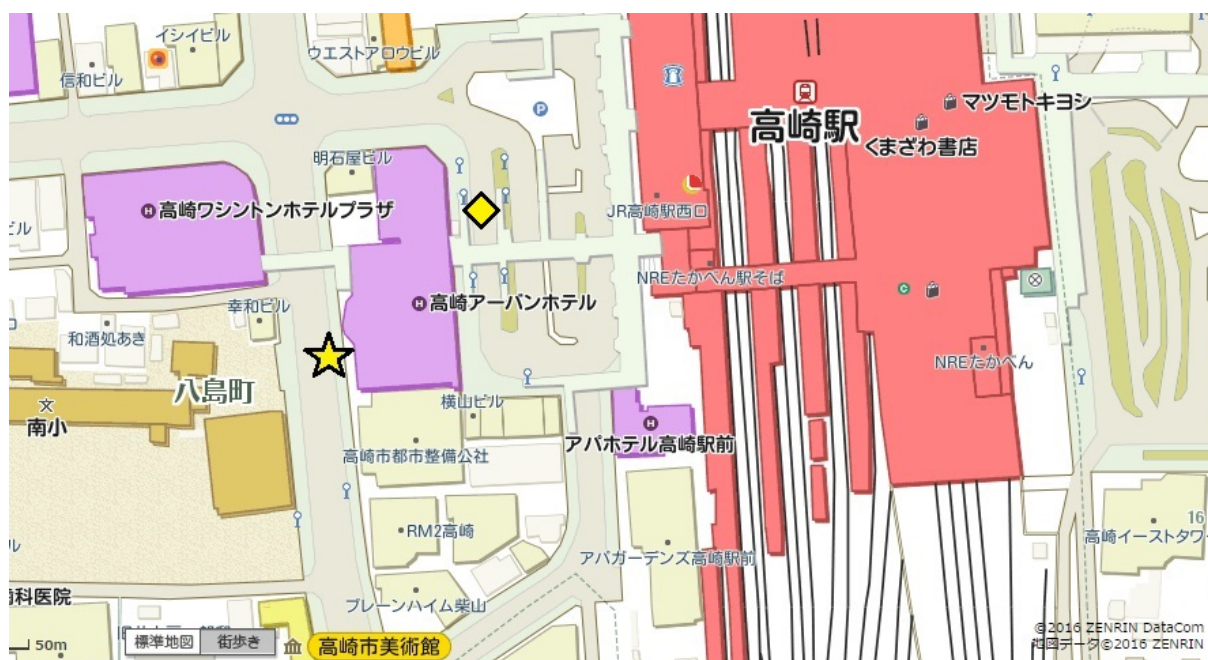 イシイビル
ウエストアロウビル
信和ビル
P
マツモトキヨシ
高崎駅
くまざわ書店
明石屋ビル
H 高崎ワシントンホテルプラザ
JR高崎駅西口
ビル
NREたかべん駅そば
H 高崎アーバンホテル
幸和ビル
和酒処あき
NREたかべん
八島町
文
南小
横山ビル
H
アパホテル高崎駅前
高崎市都市整備公社
RM2高崎
16
高崎イーストタワー
アパガーデンズ高崎駅前
ブレーンハイム柴山
歯科医院
50m
標準地図
街歩き
高崎市美術館
©2016 ZENRIN DataCom
地図データ©2016 ZENRIN